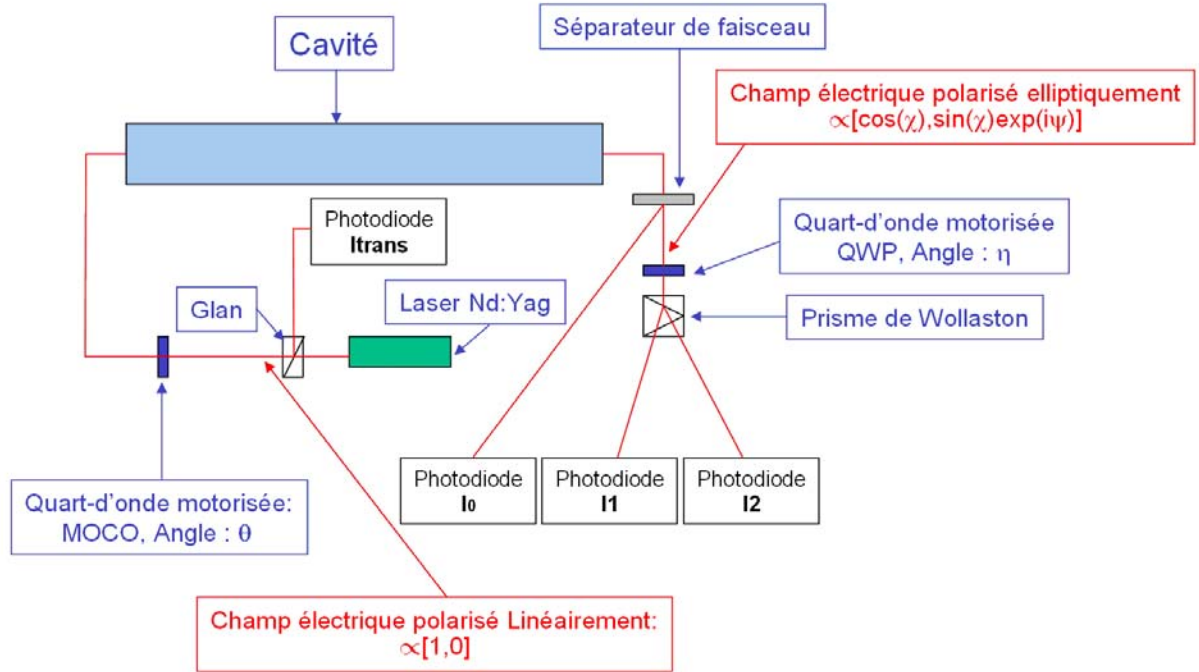 Séparateur de faisceau
Cavité
Champ électrique polarisé elliptiquement
∝[cos(χ),sin(χ)exp(iψ)]
Photodiode
Itrans
Quart-d'onde motorisée
QWP, Angle : η
Glan
Laser Nd:Yag
Prisme de Wollaston
Photodiode
I0
Photodiode
I1
Photodiode
I2
Quart-d'onde motorisée:
MOCO, Angle : θ
Champ électrique polarisé Linéairement:
∝[1,0]